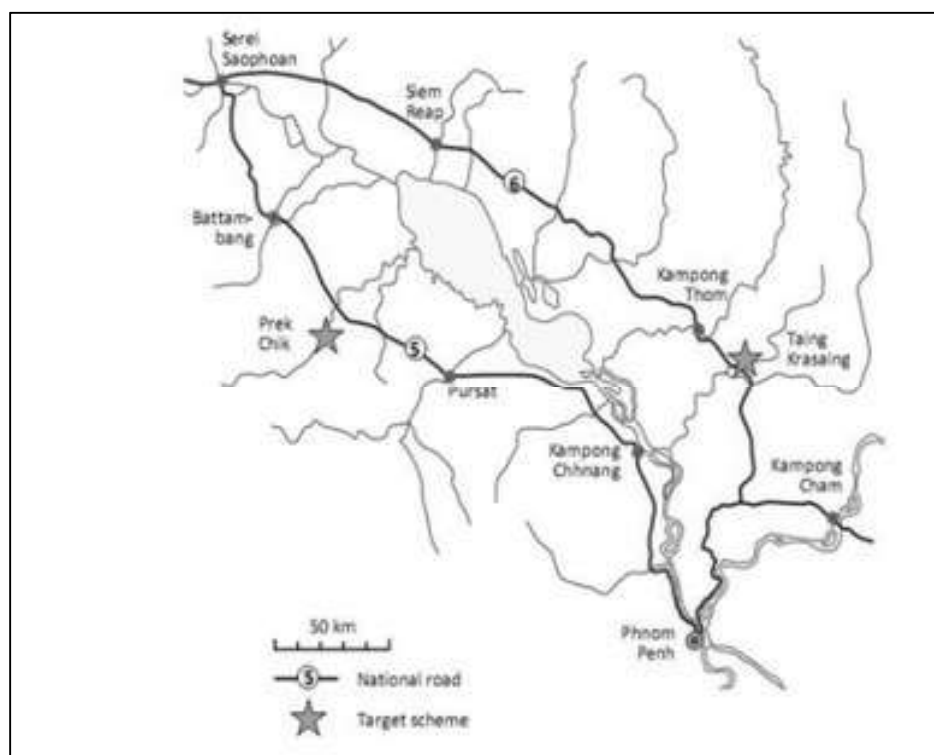 Serei
Saophoan
Siem
Reap
6
Battam-
bang
Kampong
Thom
Prek
Chik
Taing
Krasaing
5
Pursat
Kampong
Chhnang
Kampong
Cham
50 km
Phnom
Penh
5 National road
Target scheme